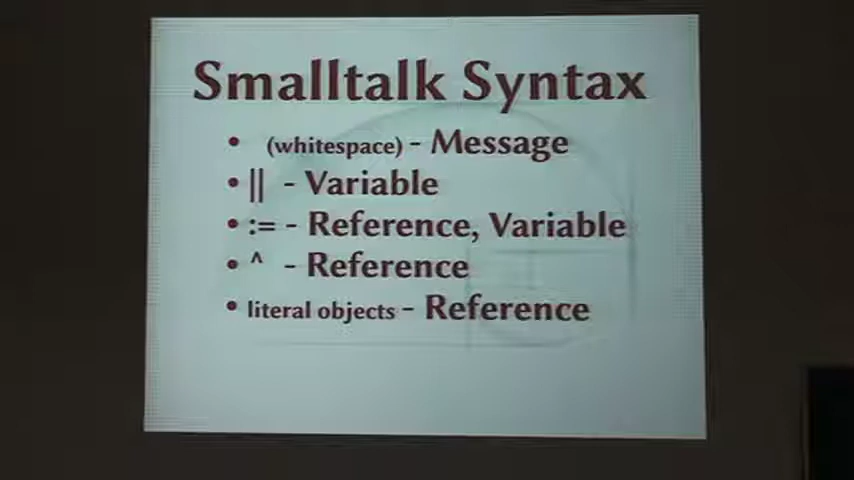 Smalltalk Syntax
• (whitespace) - Message
• || - Variable
• := - Reference, Variable
• ^ - Reference
• literal objects - Reference